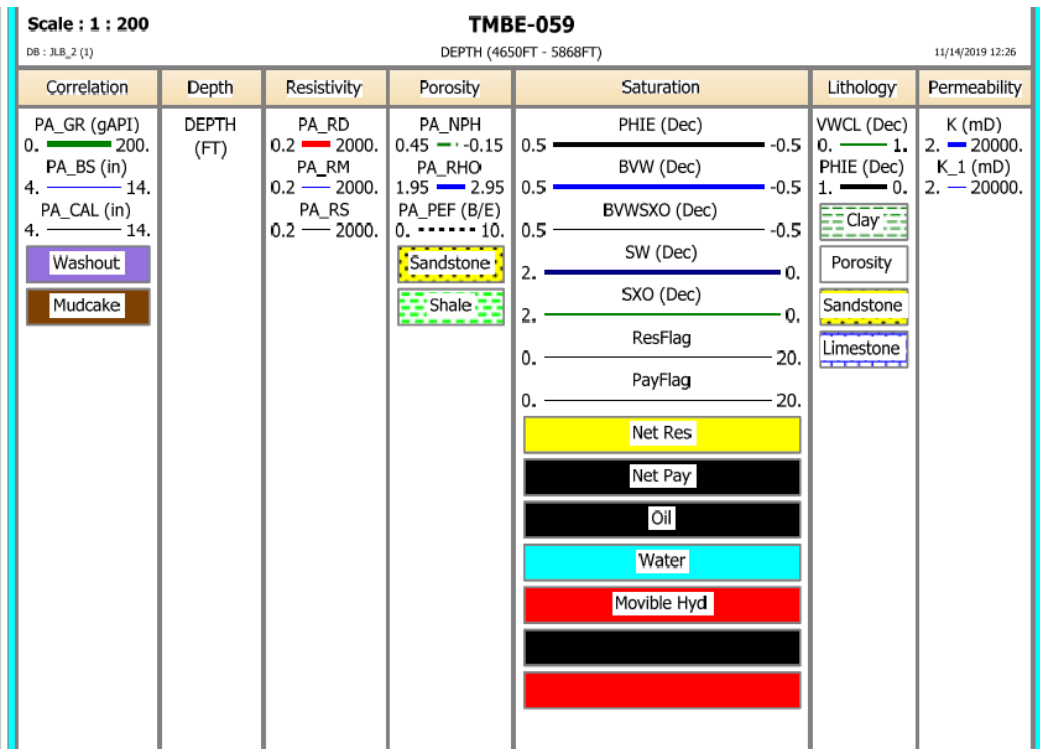 Scale : 1 : 200
TMBE-059
DB : JLB_2 (1)
DEPTH (4650FT - 5868FT)
11/14/2019 12:26
Correlation
Depth
Resistivity
Porosity
Saturation
Lithology
Permeability
PA_GR (gAPI)
0. 200.
PA_BS (in)
4. 14.
PA_CAL (in)
4. 14.
Washout
Mudcake
DEPTH
(FT)
PA_RD
0.2 2000.
PA_RM
0.2 2000.
PA_RS
0.2 2000.
PA_NPH
0.45 -0.15
PA_RHO
1.95 2.95
PA_PEF (B/E)
0. 10.
Sandstone
Shale
PHIE (Dec)
0.5 -0.5
BVW (Dec)
0.5 -0.5
BVWSXO (Dec)
0.5 -0.5
SW (Dec)
2. 0.
SXO (Dec)
2. 0.
ResFlag
0. 20.
PayFlag
0. 20.
Net Res
Net Pay
Oil
Water
Movible Hyd
VWCL (Dec)
0. 1.
PHIE (Dec)
1. 0.
Clay
Porosity
Sandstone
Limestone
K (mD)
2. 20000.
K_1 (mD)
2. 20000.